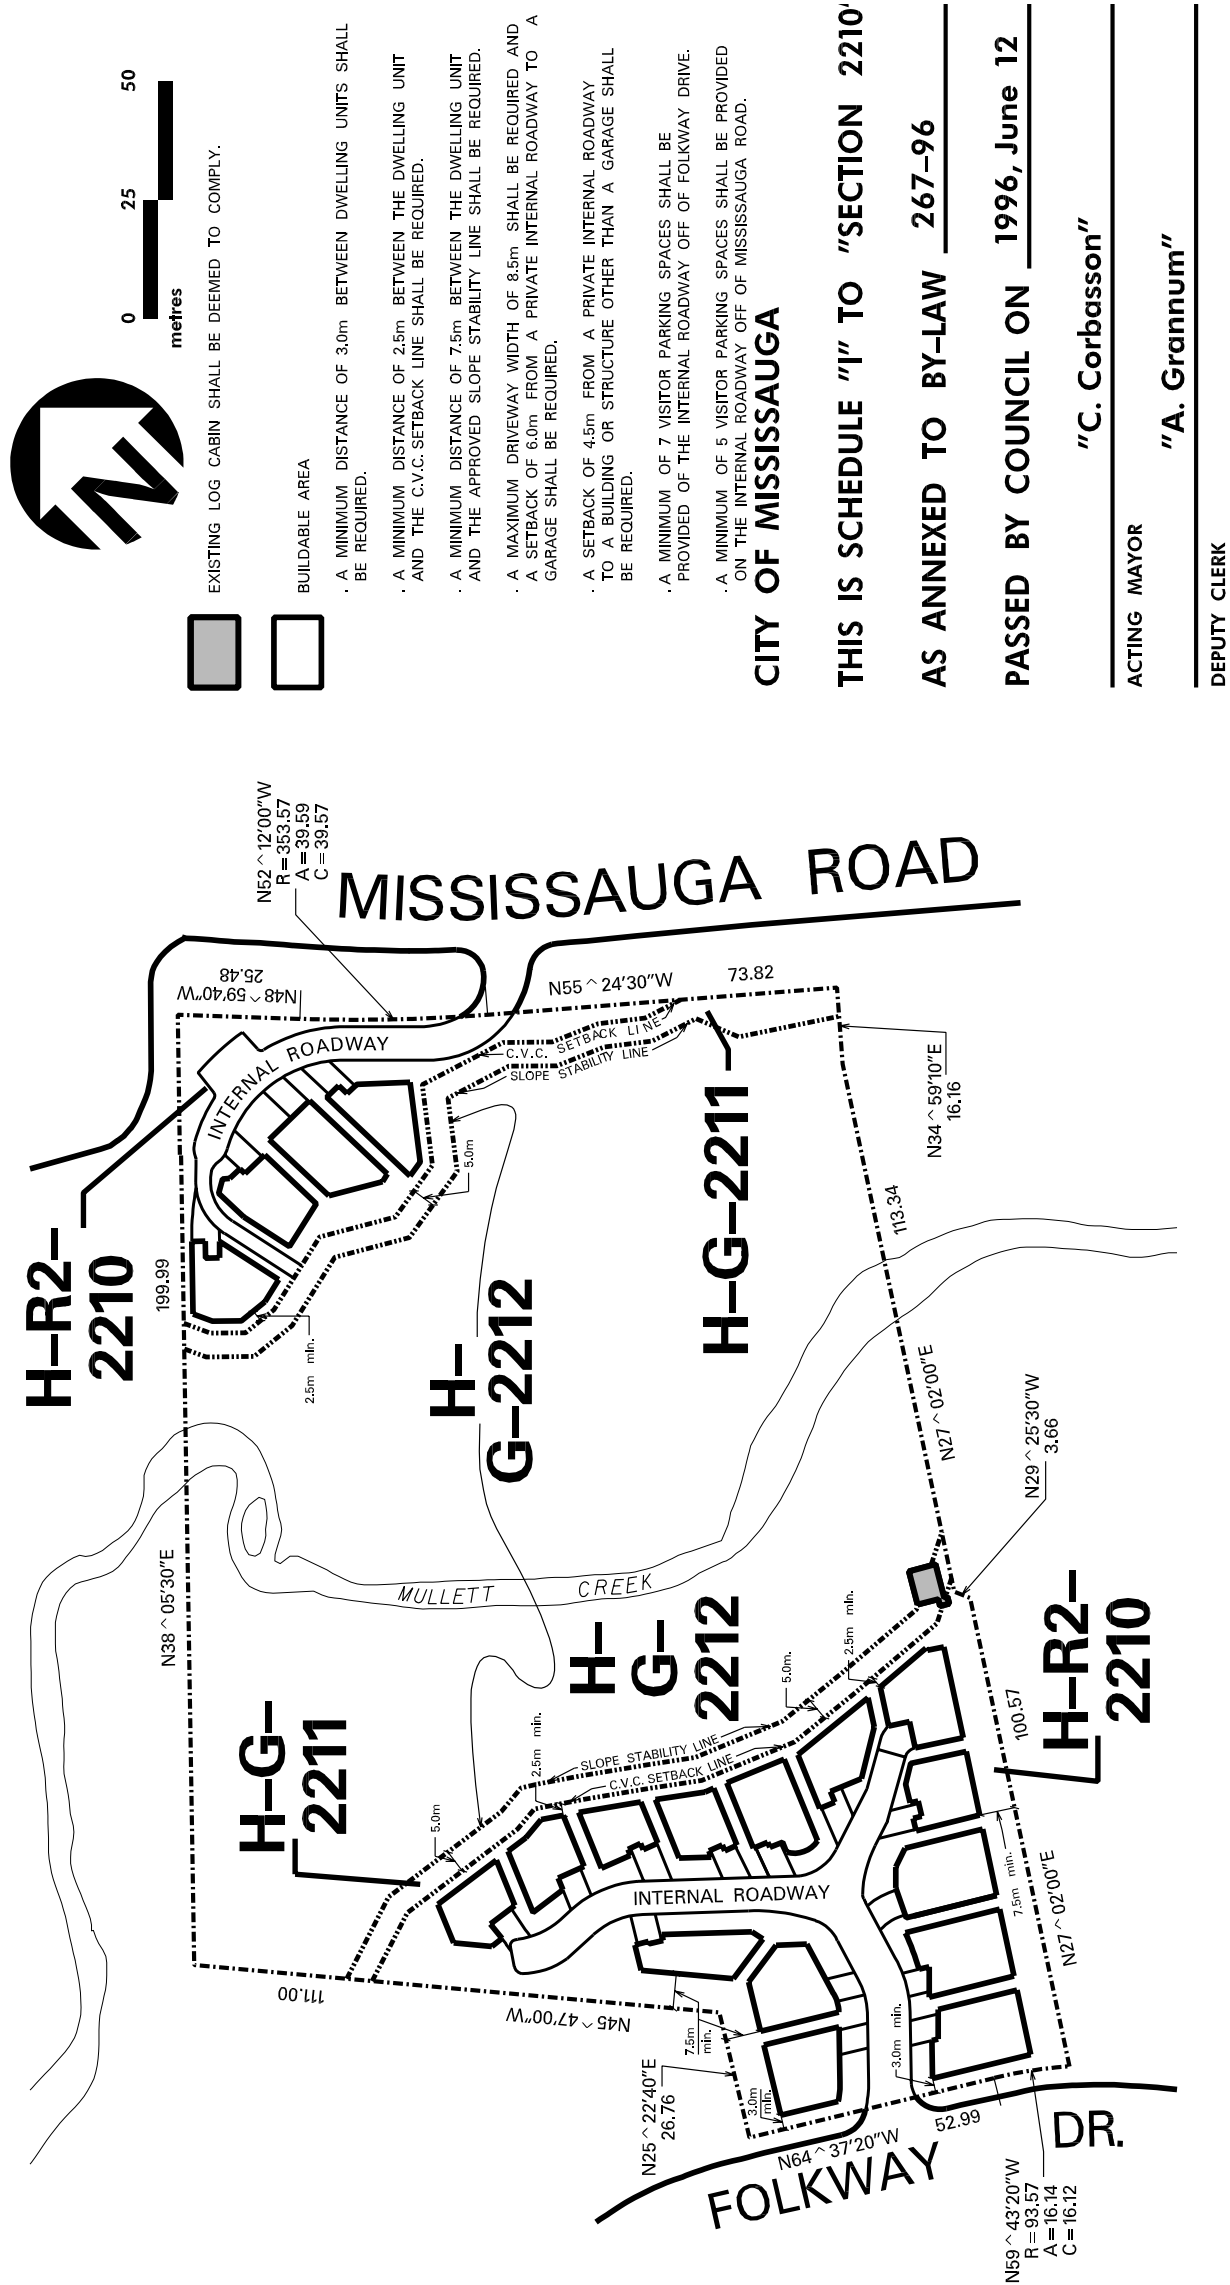 0 25 50
metres
EXISTING LOG CABIN SHALL BE DEEMED TO COMPLY.
BUILDABLE AREA
. A MINIMUM DISTANCE OF 3.0m BETWEEN DWELLING UNITS SHALL
BE REQUIRED.
. A MINIMUM DISTANCE OF 2.5m BETWEEN THE DWELLING UNIT
AND THE C.V.C. SETBACK LINE SHALL BE REQUIRED.
. A MINIMUM DISTANCE OF 7.5m BETWEEN THE DWELLING UNIT
AND THE APPROVED SLOPE STABILITY LINE SHALL BE REQUIRED.
. A MAXIMUM DRIVEWAY WIDTH OF 8.5m SHALL BE REQUIRED AND
A SETBACK OF 6.0m FROM A PRIVATE INTERNAL ROADWAY TO A
GARAGE SHALL BE REQUIRED.
. A SETBACK OF 4.5m FROM A PRIVATE INTERNAL ROADWAY
TO A BUILDING OR STRUCTURE OTHER THAN A GARAGE SHALL
BE REQUIRED.
. A MINIMUM OF 7 VISITOR PARKING SPACES SHALL BE
PROVIDED OF THE INTERNAL ROADWAY OFF OF FOLKWAY DRIVE.
. A MINIMUM OF 5 VISITOR PARKING SPACES SHALL BE PROVIDED
ON THE INTERNAL ROADWAY OFF OF MISSISSAUGA ROAD.
CITY OF MISSISSAUGA
THIS IS SCHEDULE "I" TO "SECTION 2210"
AS ANNEXED TO BY–LAW 267–96
PASSED BY COUNCIL ON 1996, June 12
"C. Corbasson"
ACTING MAYOR
"A. Grannum"
DEPUTY CLERK
N52 ^ 12'00"W
R = 353.57
A = 39.59
C = 39.57
MISSISSAUGA ROAD
N48 ^ 59'40"W
25.48
N55 ^ 24'30"W
73.82
INTERNAL ROADWAY
C.V.C. SETBACK LINE
SLOPE STABILITY LINE
H–R2–
2210
199.99
5.0m
2.5m min.
H–
G–2212
H–G–2211
N34 ^ 59'10"E
16.16
113.34
N27 ^ 02'00"E
N29 ^ 25'30"W
3.66
N38 ^ 05'30"E
MULLETT CREEK
H–G–
2211
H–
G–
2212
5.0m.
2.5m min.
2.5m min.
5.0m
SLOPE STABILITY LINE
C.V.C. SETBACK LINE
H–R2–
2210
100.57
INTERNAL ROADWAY
7.5m min.
N27 ^ 02'00"E
111.00
N45 ^ 47'00"W
7.5m
min.
N25 ^ 22'40"E
26.76
3.0m
min.
3.0m min.
N64 ^ 37'20"W
52.99
FOLKWAY DR.
N59 ^ 43'20"W
R = 93.57
A = 16.14
C = 16.12